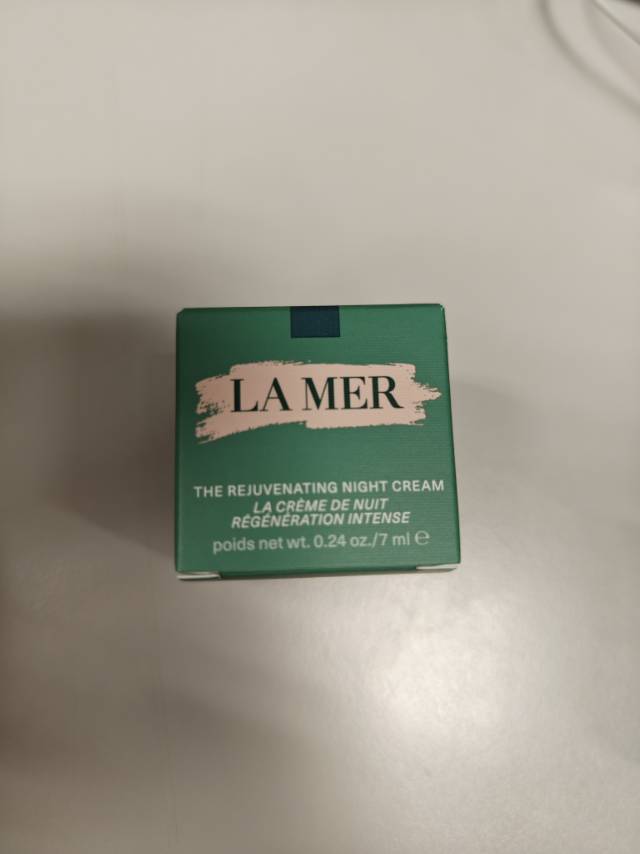 LA MER
THE REJUVENATING NIGHT CREAM
LA CRÈME DE NUIT
RÉGÉNÉRATION INTENSE
poids net wt. 0.24 oz./7 ml ℮